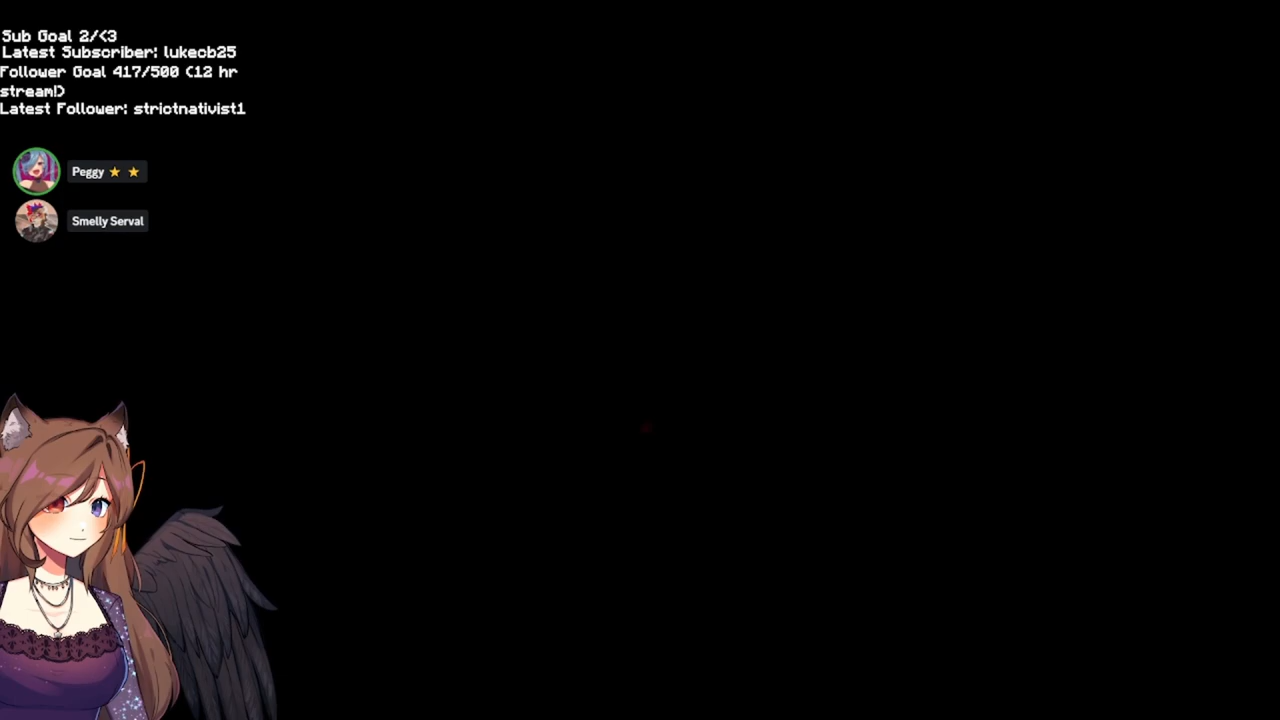 Sub Goal 2/<3
Latest Subscriber: lukecb25
Follower Goal 417/500 (12 hr
stream!)
Latest Follower: strictnativist1
Peggy ⭐ ⭐
Smelly Serval